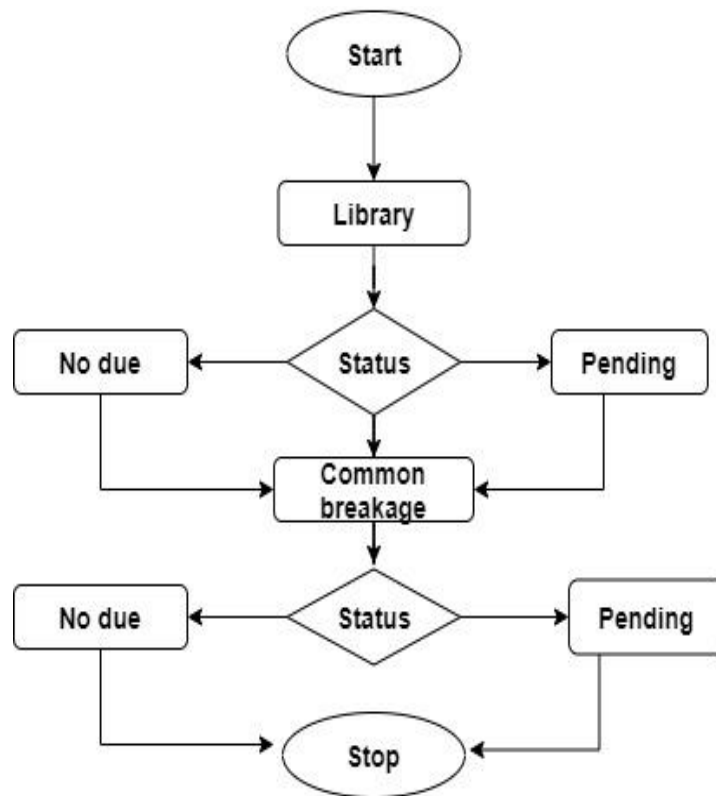 Start
Library
No due
Status
Pending
Common
breakage
No due
Status
Pending
Stop